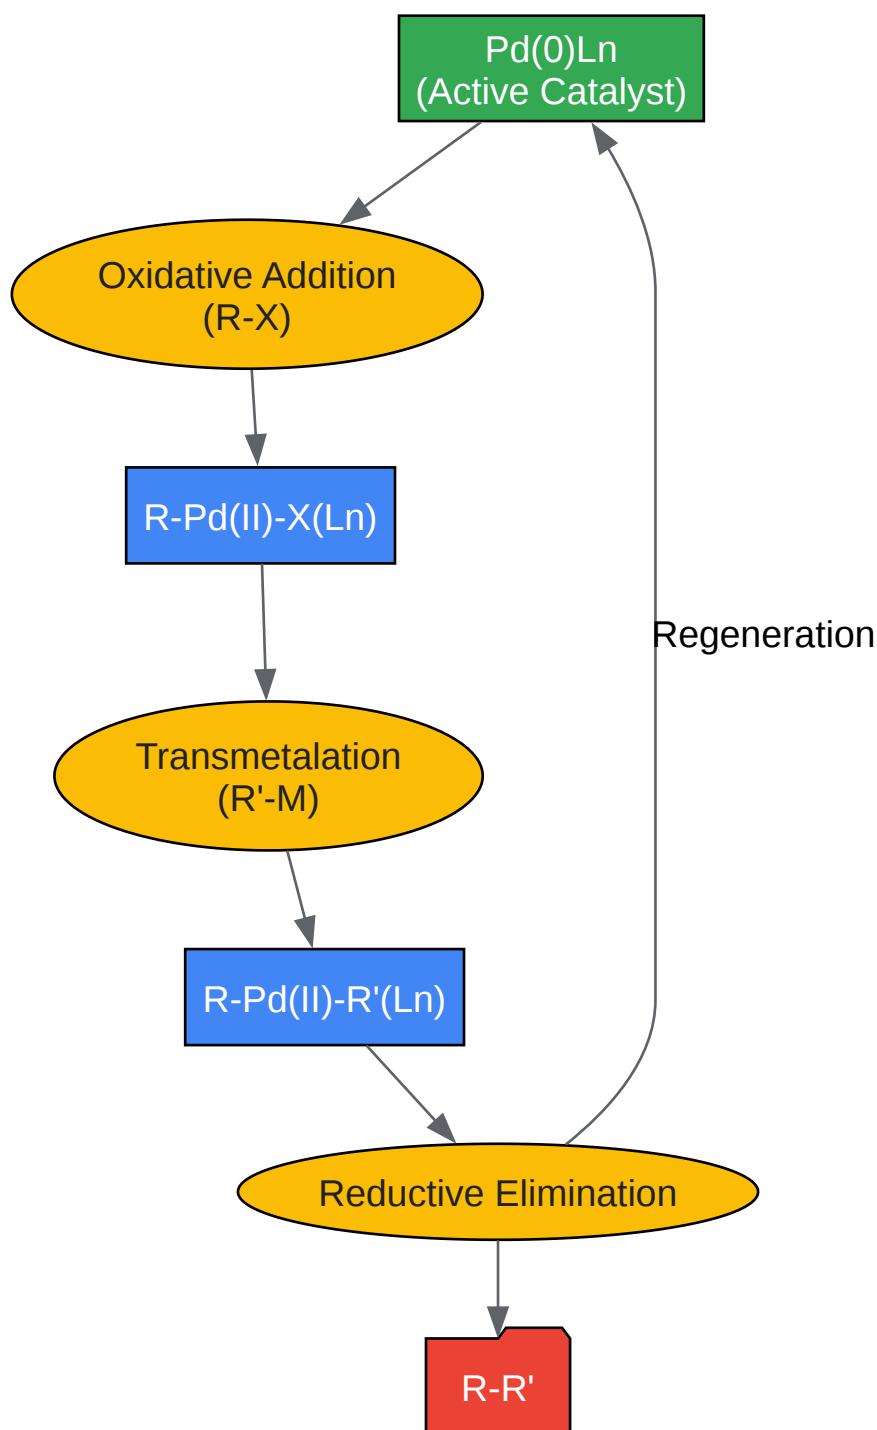 Pd(0)Ln
(Active Catalyst)
Oxidative Addition
(R-X)
R-Pd(II)-X(Ln)
Regeneration
Transmetalation
(R'-M)
R-Pd(II)-R'(Ln)
Reductive Elimination
R-R'